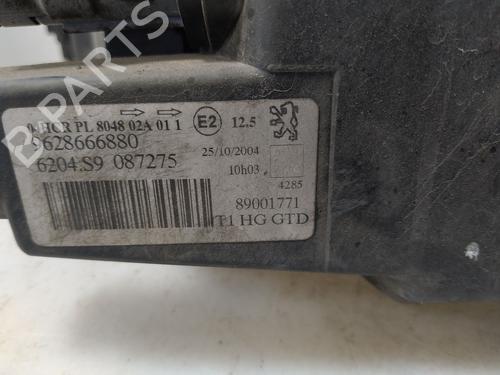 HCR PL 8048 02A 01 1 E2 12.5
9628666880
6204.S9 087275
25/10/2004
10h03
4285
89001771
T1 HG GTD
B-PARTS